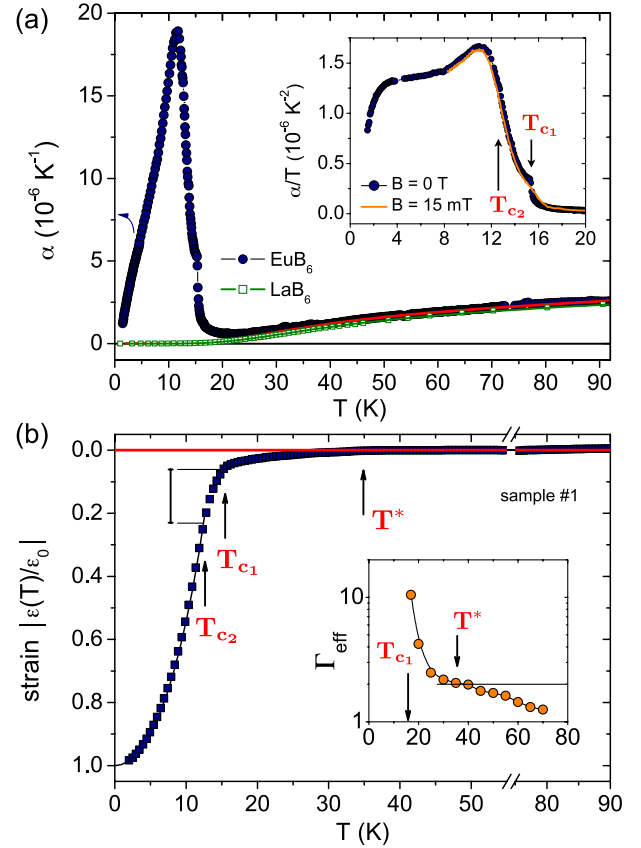 (a)
20
15
10
5
0
α (10⁻⁶ K⁻¹)
EuB₆
LaB₆
0 10 20 30 40 50 60 70 80 90
T (K)
1.5
1.0
0.5
0.0
α/T (10⁻⁶ K⁻²)
T_c₁
T_c₂
B = 0 T
B = 15 mT
0 4 8 12 16 20
T (K)
(b)
0.0
0.2
0.4
0.6
0.8
1.0
strain |ε(T)/ε₀|
T_c₁
T_c₂
T*
sample #1
10
1
Γ_eff
T_c₁
T*
0 20 40 60 80
0 10 20 30 40 50 80 90
T (K)